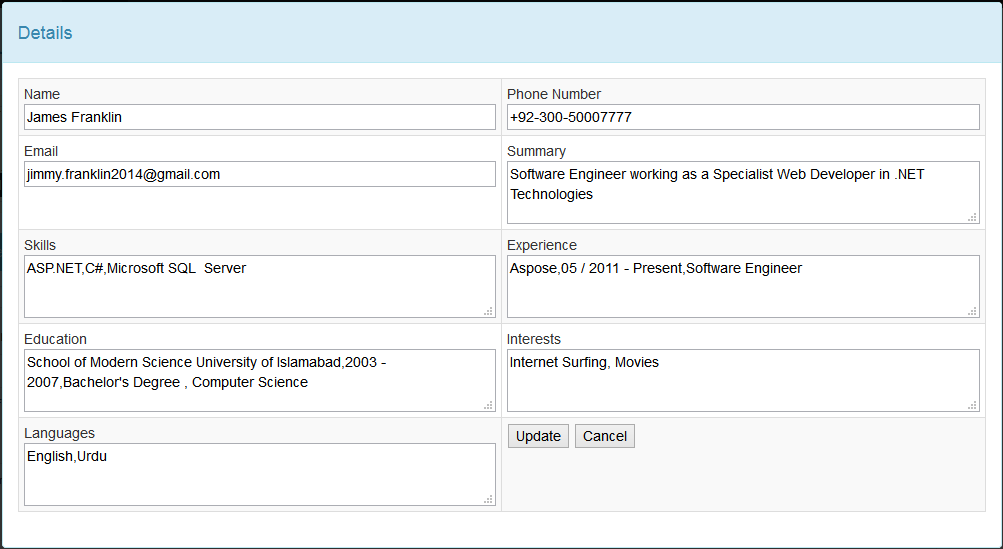 Details
Name
James Franklin
Phone Number
+92-300-50007777
Email
jimmy.franklin2014@gmail.com
Summary
Software Engineer working as a Specialist Web Developer in .NET
Technologies
Skills
ASP.NET,C#,Microsoft SQL  Server
Experience
Aspose,05 / 2011 - Present,Software Engineer
Education
School of Modern Science University of Islamabad,2003 -
2007,Bachelor's Degree , Computer Science
Interests
Internet Surfing, Movies
Languages
English,Urdu
Update Cancel